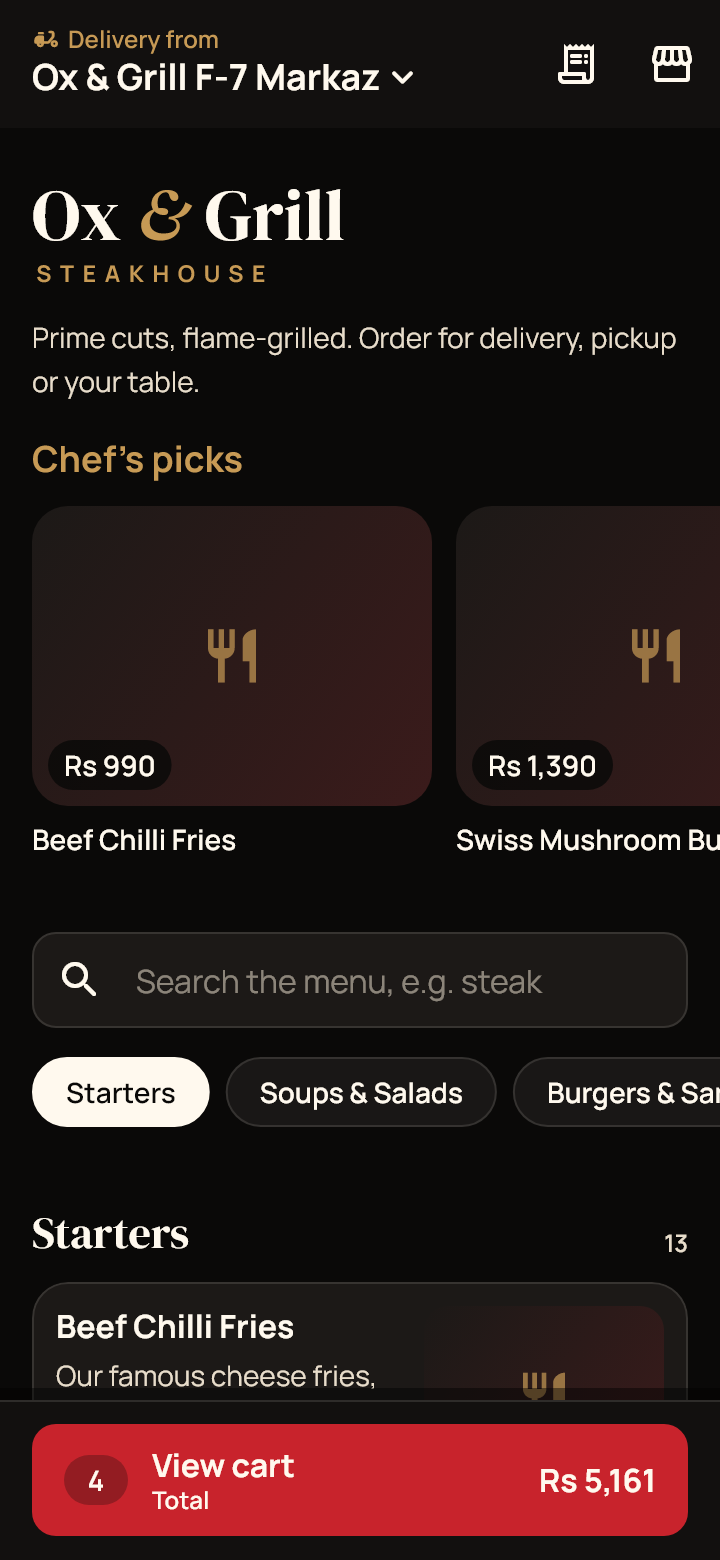 Delivery from
Ox & Grill F-7 Markaz
Ox & Grill
STEAKHOUSE
Prime cuts, flame-grilled. Order for delivery, pickup
or your table.
Chef’s picks
Rs 990
Rs 1,390
Beef Chilli Fries
Swiss Mushroom Bu
Search the menu, e.g. steak
Starters
Soups & Salads
Burgers & Sa
Starters
13
Beef Chilli Fries
Our famous cheese fries,
4
View cart
Total
Rs 5,161